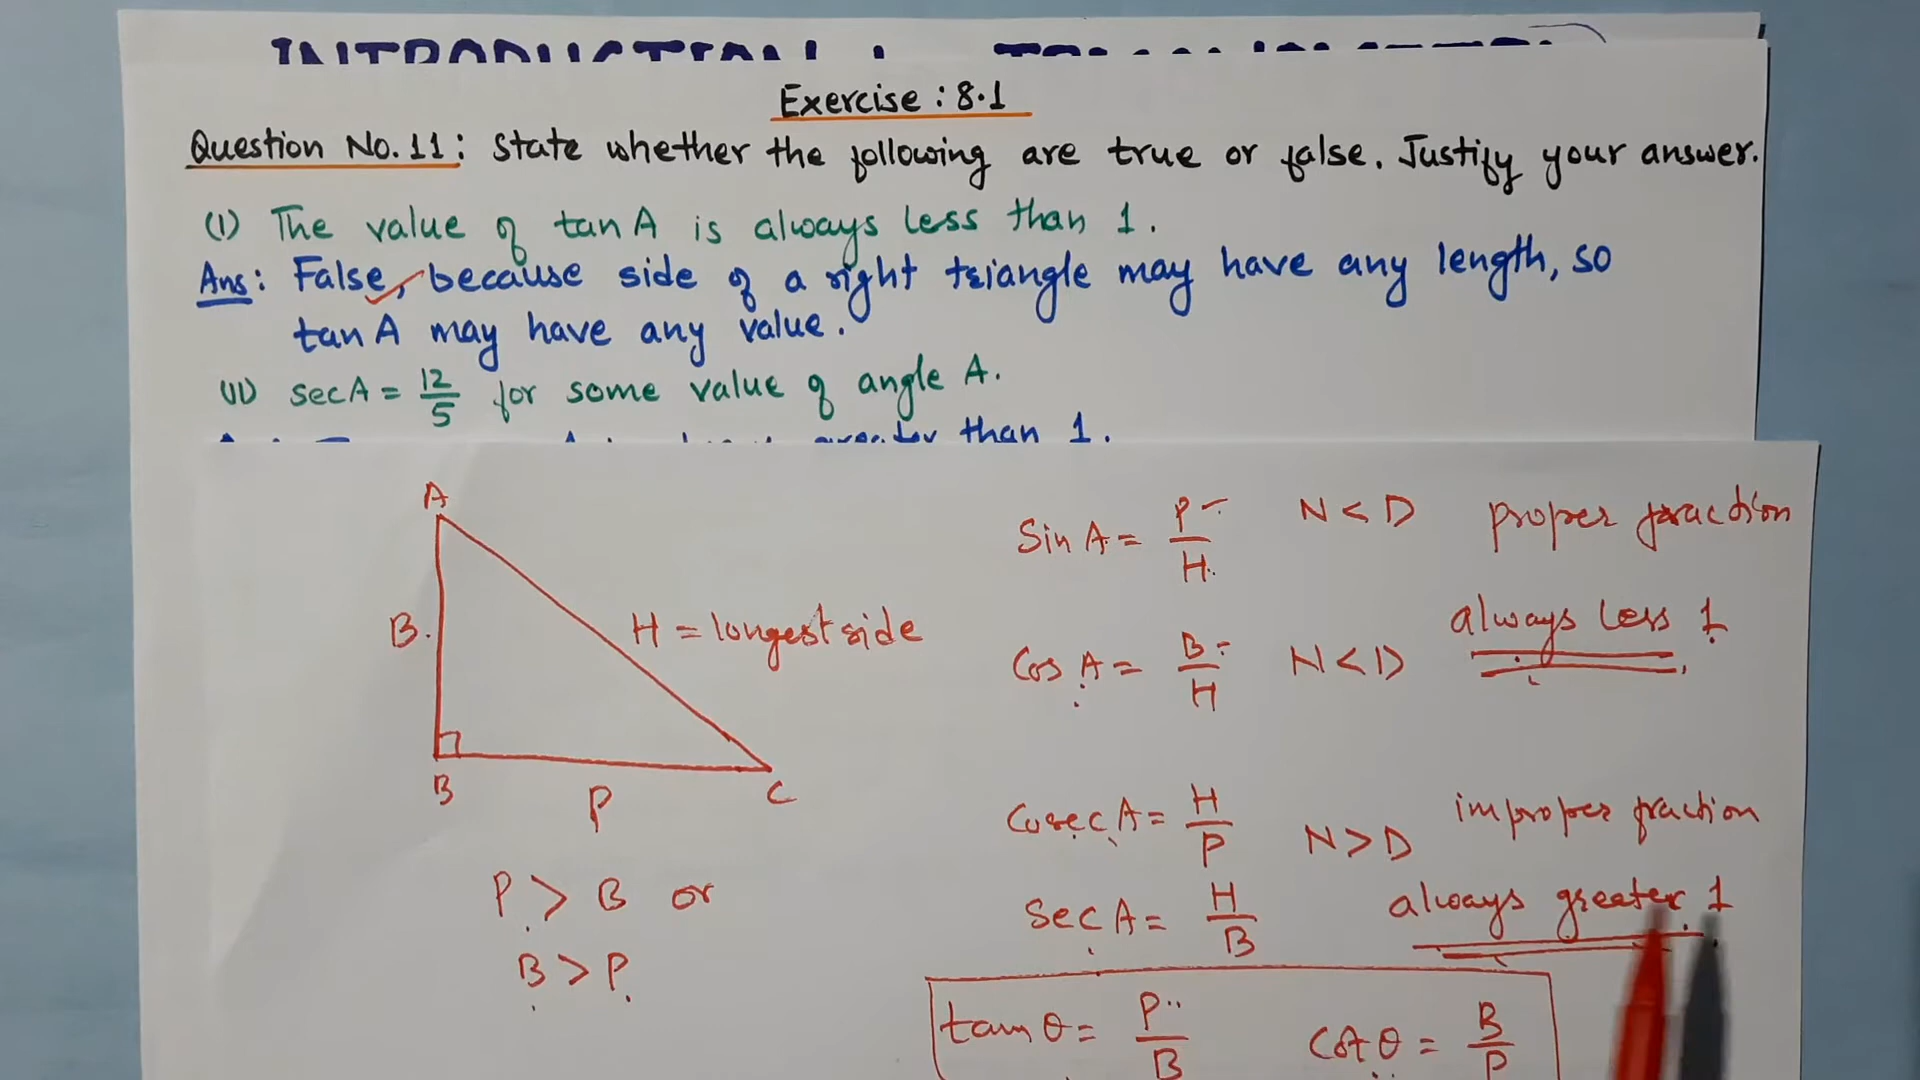 Exercise : 8.1
Question No. 11 : State whether the following are true or false. Justify your answer.
(I) The value of tan A is always less than 1.
Ans : False, because side of a right triangle may have any length, so
tan A may have any value.
(II) sec A = 12/5 for some value of angle A.
greater than 1.
A
B
H = longest side
B
P
C
P > B or
B > P
Sin A = P/H N < D proper fraction
always less 1
Cos A = B/H N < D
Cosec A = H/P N > D improper fraction
Sec A = H/B always greater 1
tan θ = P/B Cot θ = B/P